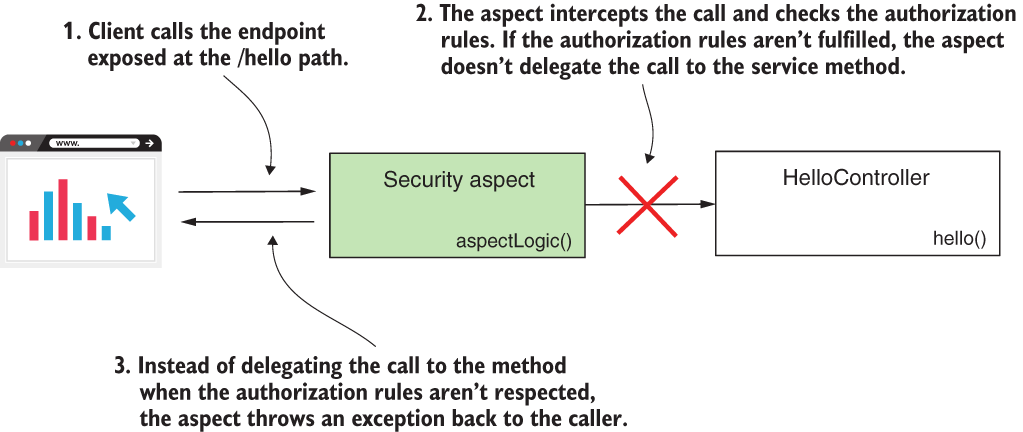 1. Client calls the endpoint
exposed at the /hello path.
2. The aspect intercepts the call and checks the authorization
rules. If the authorization rules aren’t fulfilled, the aspect
doesn’t delegate the call to the service method.
www.
Security aspect
aspectLogic()
HelloController
hello()
3. Instead of delegating the call to the method
when the authorization rules aren’t respected,
the aspect throws an exception back to the caller.